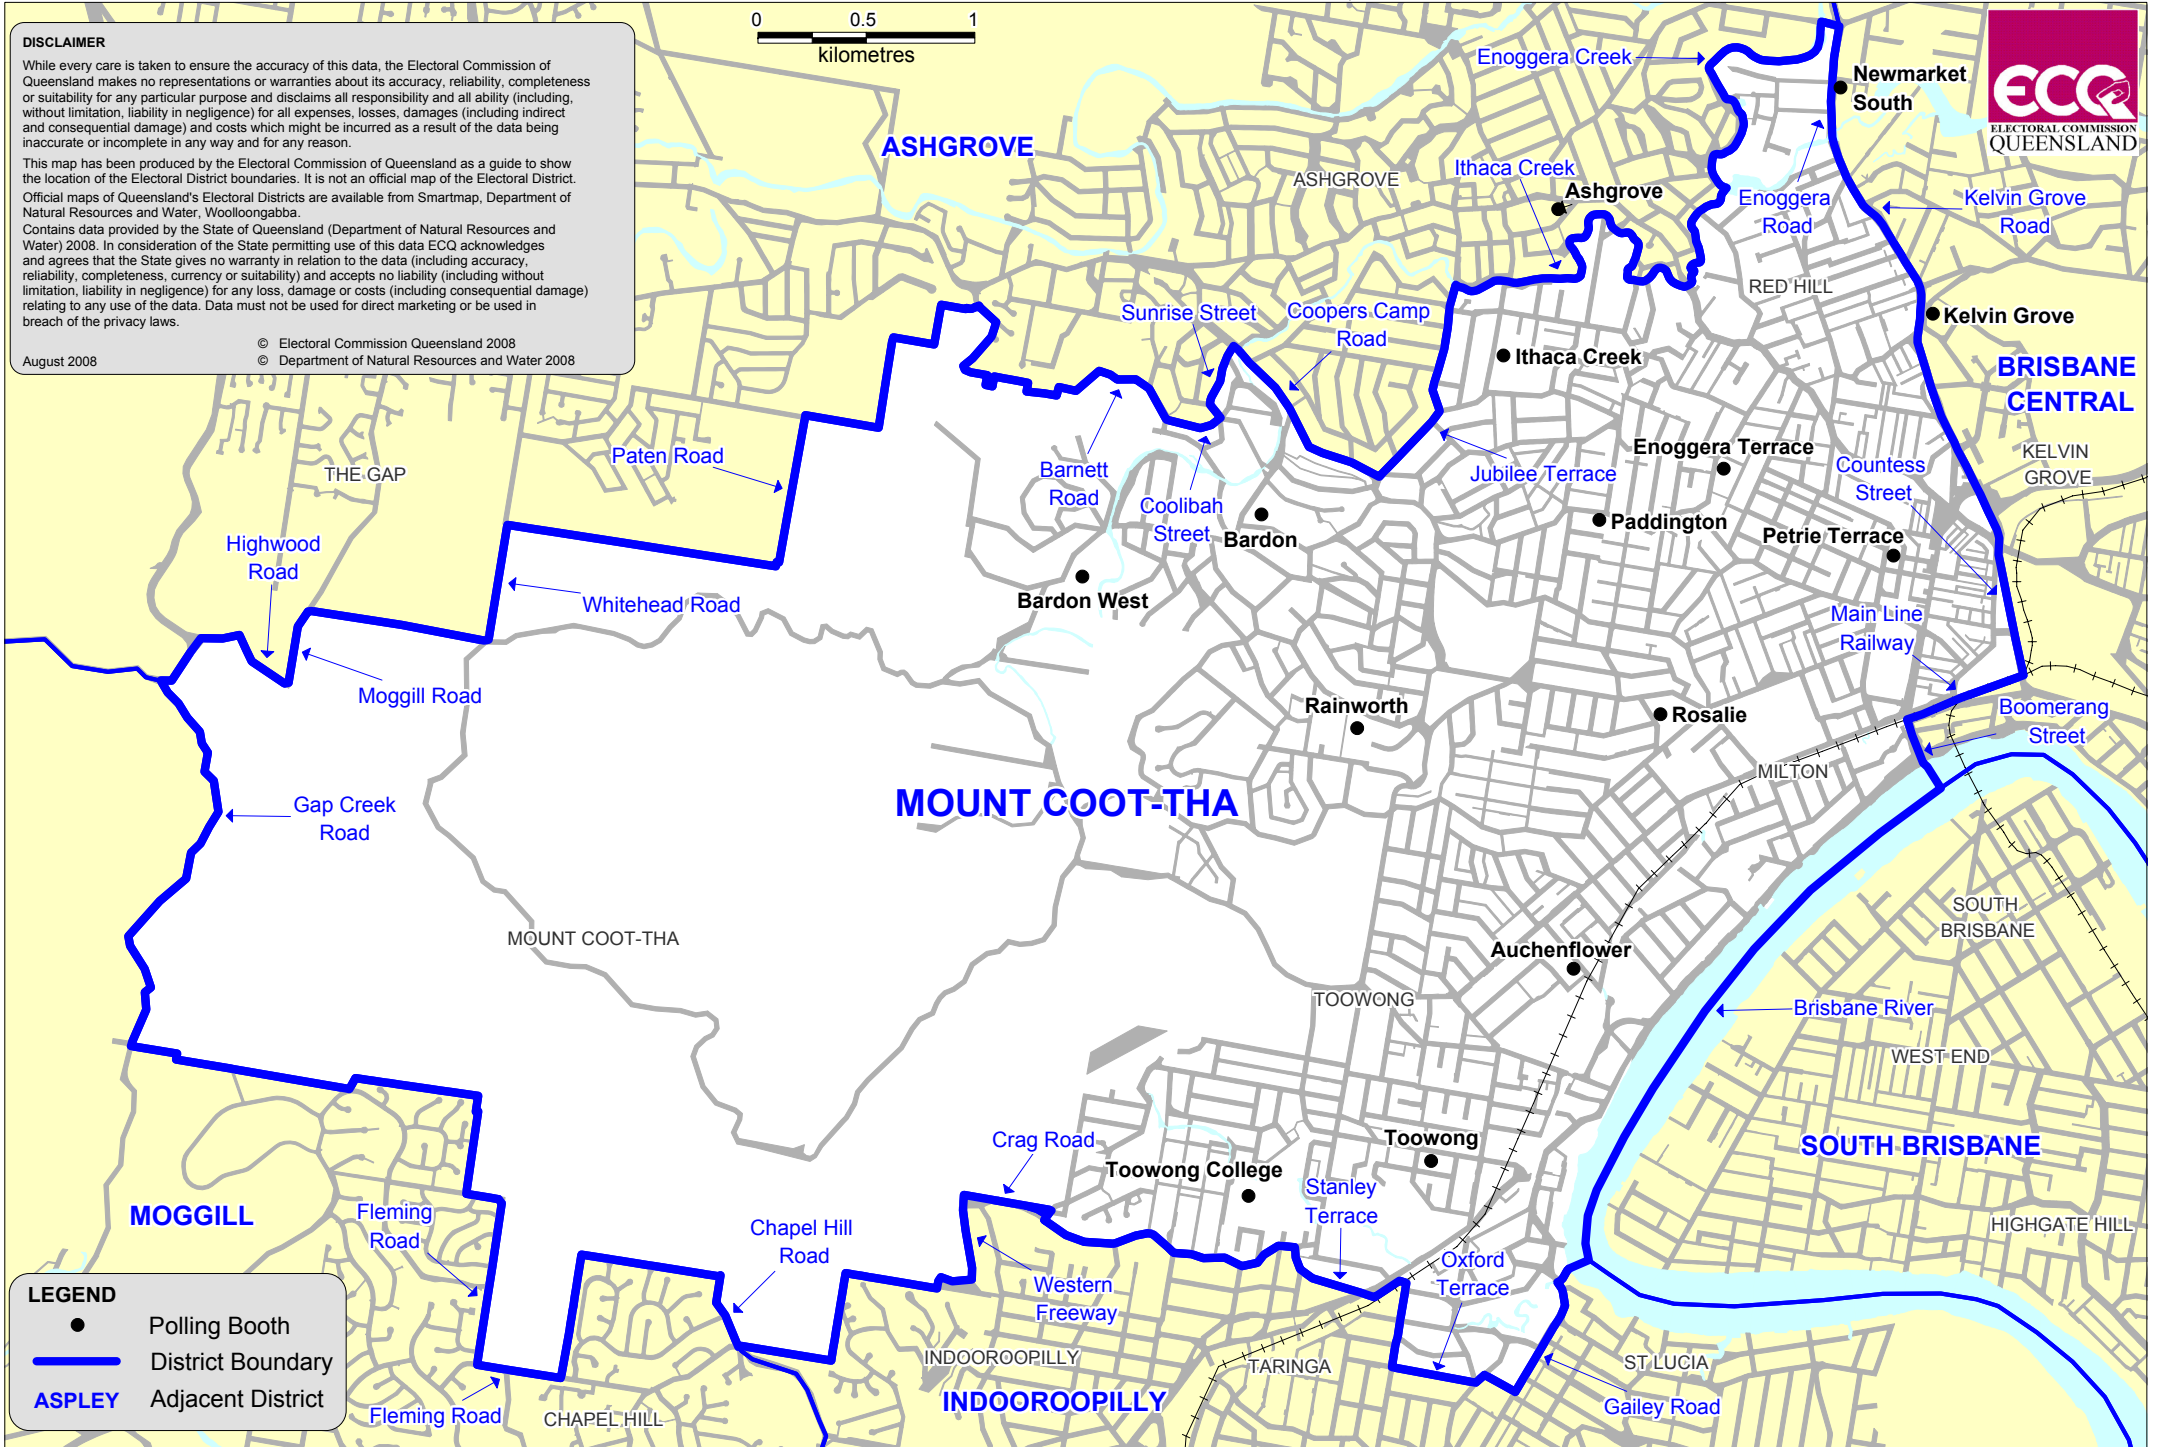 DISCLAIMER
While every care is taken to ensure the accuracy of this data, the Electoral Commission of
Queensland makes no representations or warranties about its accuracy, reliability, completeness
or suitability for any particular purpose and disclaims all responsibility and all ability (including,
without limitation, liability in negligence) for all expenses, losses, damages (including indirect
and consequential damage) and costs which might be incurred as a result of the data being
inaccurate or incomplete in any way and for any reason.
This map has been produced by the Electoral Commission of Queensland as a guide to show
the location of the Electoral District boundaries. It is not an official map of the Electoral District.
Official maps of Queensland's Electoral Districts are available from Smartmap, Department of
Natural Resources and Water, Woolloongabba.
Contains data provided by the State of Queensland (Department of Natural Resources and
Water) 2008. In consideration of the State permitting use of this data ECQ acknowledges
and agrees that the State gives no warranty in relation to the data (including accuracy,
reliability, completeness, currency or suitability) and accepts no liability (including without
limitation, liability in negligence) for any loss, damage or costs (including consequential damage)
relating to any use of the data. Data must not be used for direct marketing or be used in
breach of the privacy laws.
© Electoral Commission Queensland 2008
August 2008
© Department of Natural Resources and Water 2008
0 0.5 1
kilometres
ECQ
ELECTORAL COMMISSION
QUEENSLAND
Enoggera Creek
Newmarket
South
ASHGROVE
ASHGROVE
Ithaca Creek
Ashgrove
Enoggera
Road
Kelvin Grove
Road
RED HILL
Sunrise Street
Coopers Camp
Road
Kelvin Grove
Ithaca Creek
BRISBANE
CENTRAL
Paten Road
THE GAP
Barnett
Road
Coolibah
Street
Jubilee Terrace
Enoggera Terrace
Countess
Street
KELVIN
GROVE
Highwood
Road
Bardon
Paddington
Petrie Terrace
Whitehead Road
Bardon West
Main Line
Railway
Moggill Road
Rainworth
Rosalie
Boomerang
Street
MILTON
Gap Creek
Road
MOUNT COOT-THA
MOUNT COOT-THA
SOUTH
BRISBANE
Auchenflower
TOOWONG
Brisbane River
WEST END
Crag Road
Toowong
SOUTH BRISBANE
Toowong College
Stanley
Terrace
MOGGILL
Fleming
Road
Chapel Hill
Road
HIGHGATE HILL
Western
Freeway
Oxford
Terrace
INDOOROOPILLY
TARINGA
ST LUCIA
INDOOROOPILLY
Gailey Road
Fleming Road
CHAPEL HILL
LEGEND
Polling Booth
District Boundary
ASPLEY Adjacent District